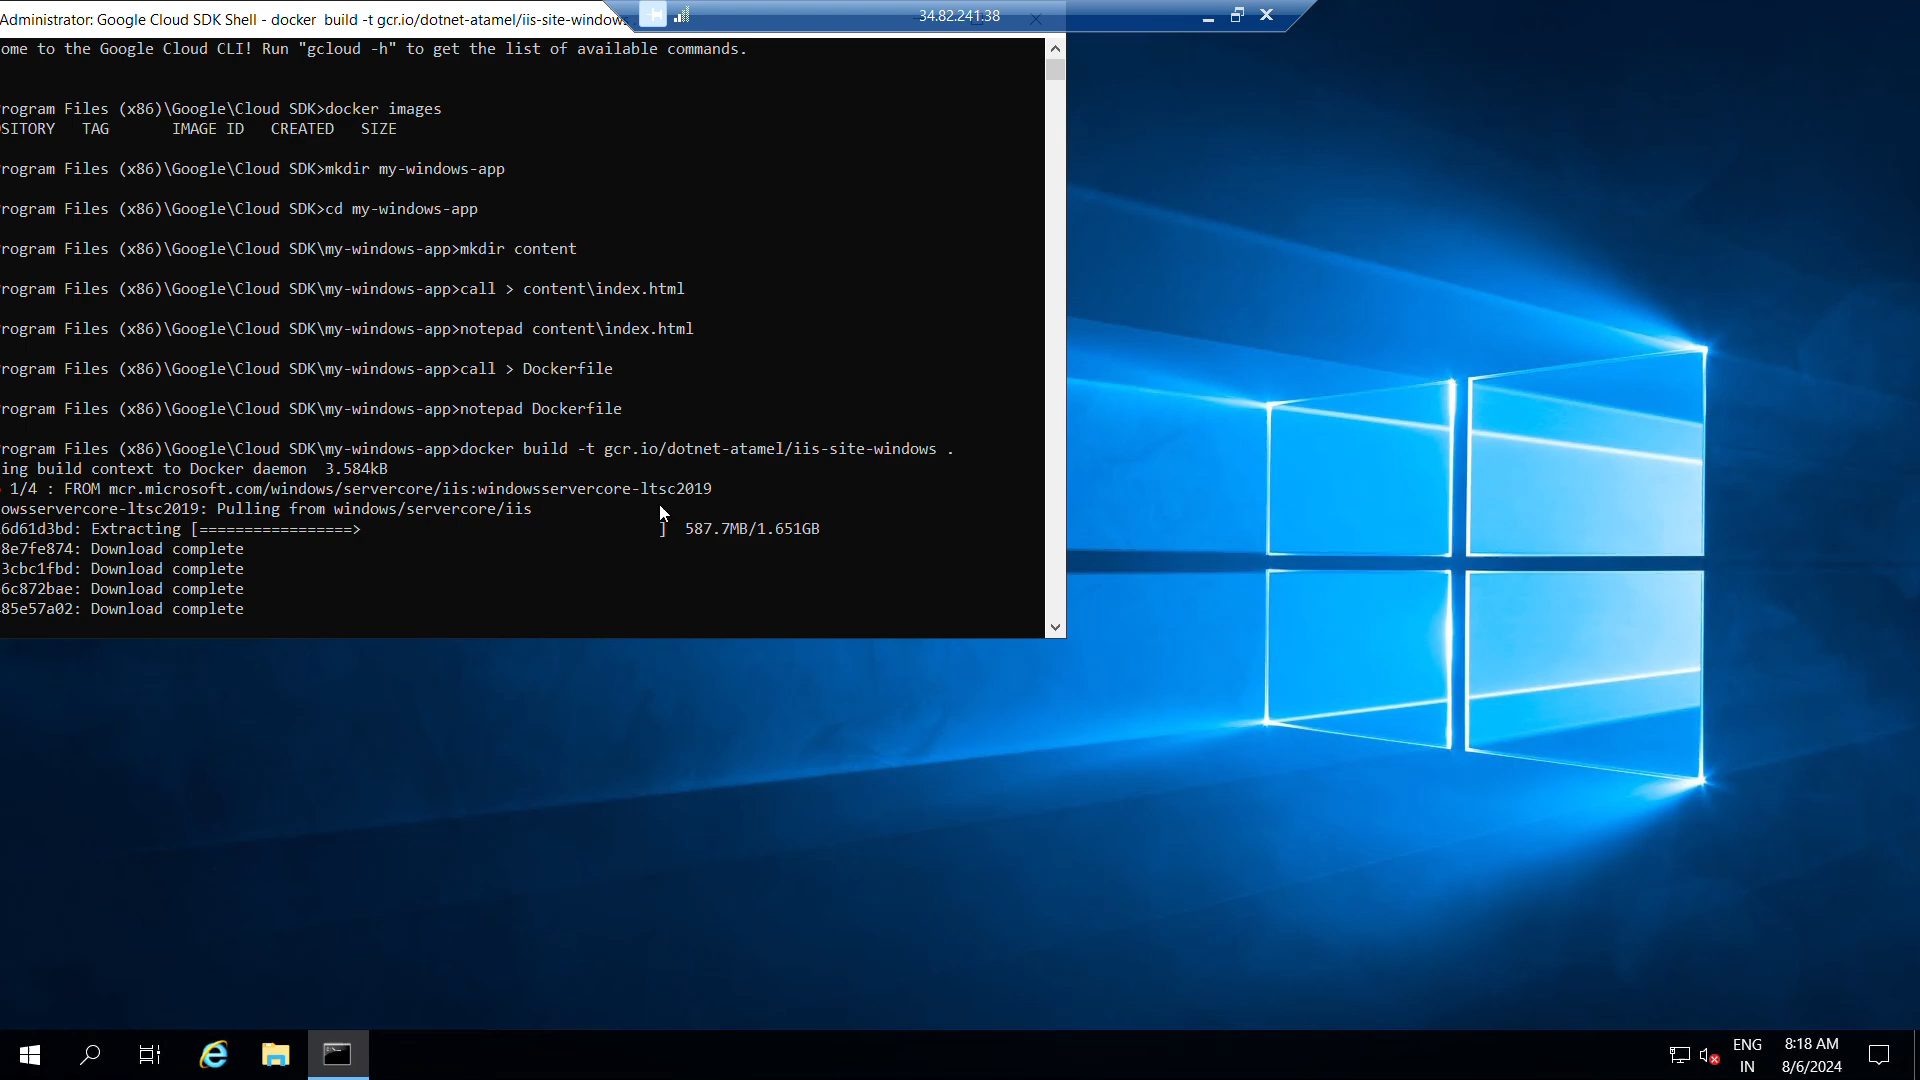 Administrator: Google Cloud SDK Shell - docker  build -t gcr.io/dotnet-atamel/iis-site-windows
34.82.241.38
ome to the Google Cloud CLI! Run "gcloud -h" to get the list of available commands.
rogram Files (x86)\Google\Cloud SDK>docker images
SITORY   TAG       IMAGE ID   CREATED   SIZE
rogram Files (x86)\Google\Cloud SDK>mkdir my-windows-app
rogram Files (x86)\Google\Cloud SDK>cd my-windows-app
rogram Files (x86)\Google\Cloud SDK\my-windows-app>mkdir content
rogram Files (x86)\Google\Cloud SDK\my-windows-app>call > content\index.html
rogram Files (x86)\Google\Cloud SDK\my-windows-app>notepad content\index.html
rogram Files (x86)\Google\Cloud SDK\my-windows-app>call > Dockerfile
rogram Files (x86)\Google\Cloud SDK\my-windows-app>notepad Dockerfile
rogram Files (x86)\Google\Cloud SDK\my-windows-app>docker build -t gcr.io/dotnet-atamel/iis-site-windows .
ing build context to Docker daemon  3.584kB
1/4 : FROM mcr.microsoft.com/windows/servercore/iis:windowsservercore-ltsc2019
owsservercore-ltsc2019: Pulling from windows/servercore/iis
6d61d3bd: Extracting [=================>                                 ]  587.7MB/1.651GB
8e7fe874: Download complete
3cbc1fbd: Download complete
6c872bae: Download complete
85e57a02: Download complete
ENG
IN
8:18 AM
8/6/2024